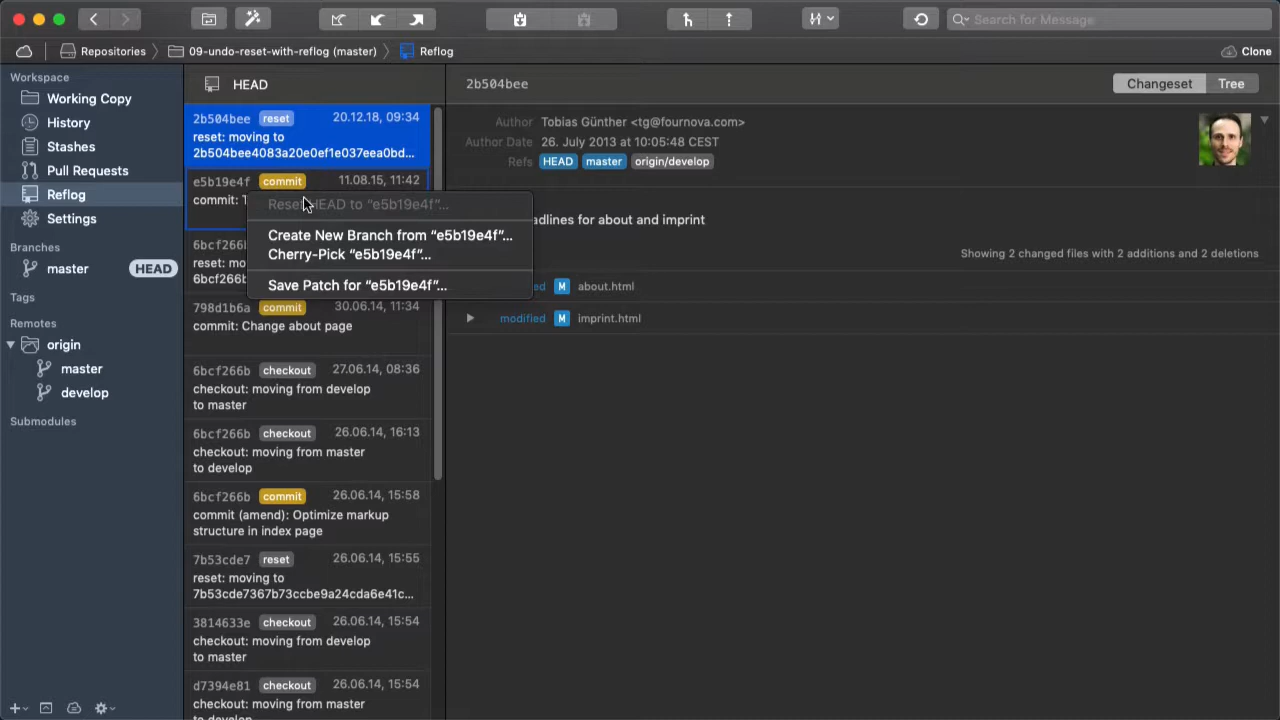 Search for Message
Repositories
09-undo-reset-with-reflog (master)
Reflog
Clone
Workspace
Working Copy
History
Stashes
Pull Requests
Reflog
Settings
Branches
master
HEAD
Tags
Remotes
origin
master
develop
Submodules
HEAD
2b504bee reset 20.12.18, 09:34
reset: moving to
2b504bee4083a20e0ef1e037eea0bd...
e5b19e4f commit 11.08.15, 11:42
commit: T
Reset HEAD to “e5b19e4f”...
Create New Branch from “e5b19e4f”...
Cherry-Pick “e5b19e4f”...
Save Patch for “e5b19e4f”...
6bcf266b
reset: mo
6bcf266b
798d1b6a commit 30.06.14, 11:34
commit: Change about page
6bcf266b checkout 27.06.14, 08:36
checkout: moving from develop
to master
6bcf266b checkout 26.06.14, 16:13
checkout: moving from master
to develop
6bcf266b commit 26.06.14, 15:58
commit (amend): Optimize markup
structure in index page
7b53cde7 reset 26.06.14, 15:55
reset: moving to
7b53cde7367b73ccbe9a24cda6e41c...
3814633e checkout 26.06.14, 15:54
checkout: moving from develop
to master
d7394e81 checkout 26.06.14, 15:54
checkout: moving from master
to develop
2b504bee
Changeset Tree
Author Tobias Günther <tg@fournova.com>
Author Date 26. July 2013 at 10:05:48 CEST
Refs HEAD master origin/develop
adlines for about and imprint
Showing 2 changed files with 2 additions and 2 deletions
ed M about.html
modified M imprint.html